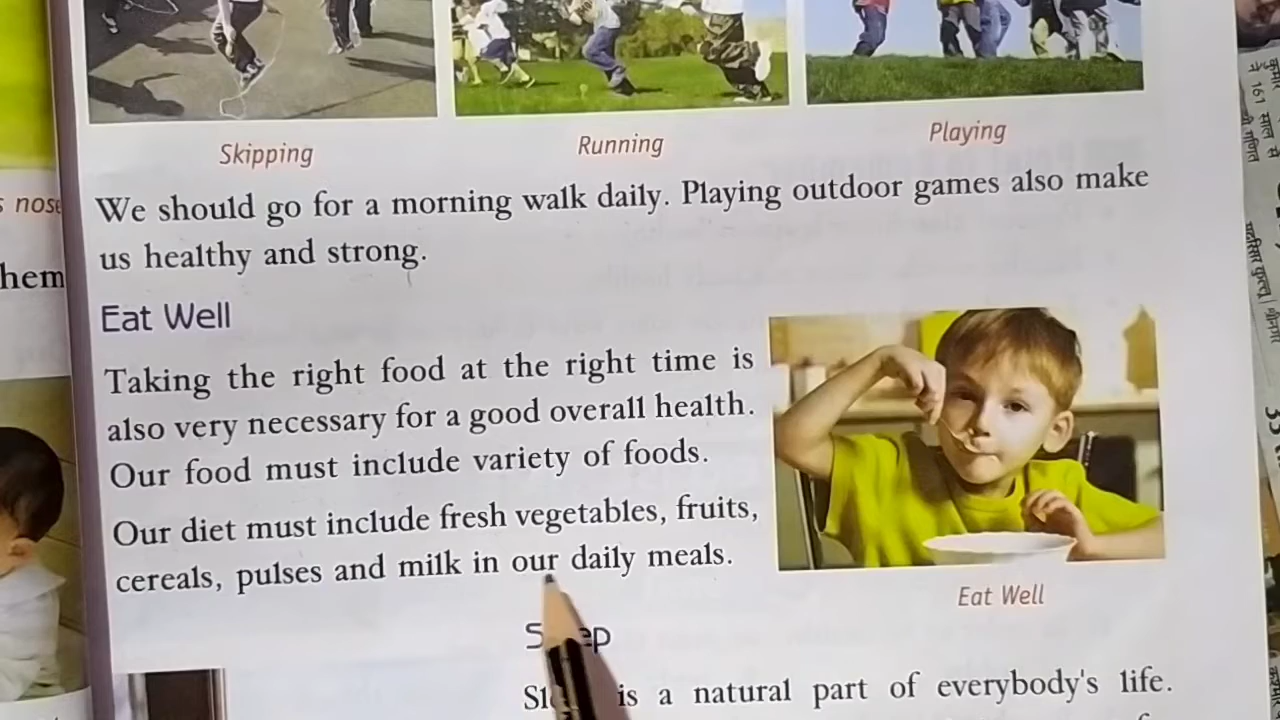 Skipping
Running
Playing
s nose
hem
We should go for a morning walk daily. Playing outdoor games also make
us healthy and strong.
Eat Well
Taking the right food at the right time is
also very necessary for a good overall health.
Our food must include variety of foods.
Our diet must include fresh vegetables, fruits,
cereals, pulses and milk in our daily meals.
Eat Well
is a natural part of everybody's life.